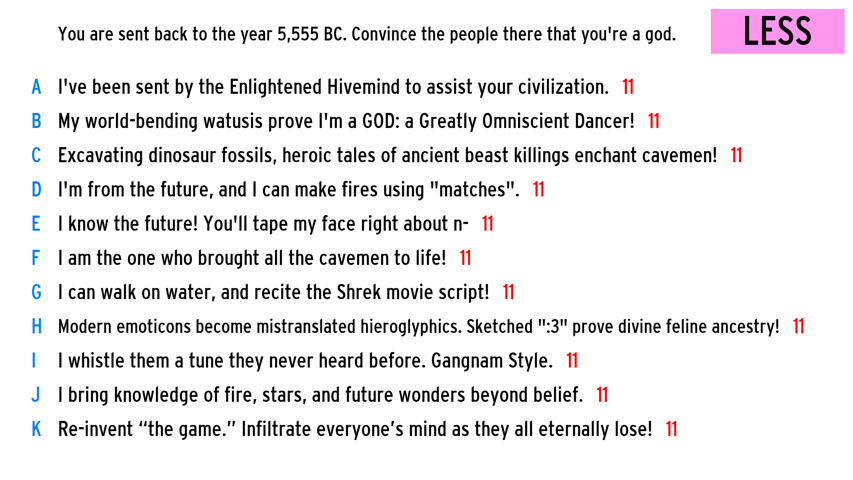 You are sent back to the year 5,555 BC. Convince the people there that you're a god.
LESS
A I've been sent by the Enlightened Hivemind to assist your civilization. 11
B My world-bending watusis prove I'm a GOD: a Greatly Omniscient Dancer! 11
C Excavating dinosaur fossils, heroic tales of ancient beast killings enchant cavemen! 11
D I'm from the future, and I can make fires using "matches". 11
E I know the future! You'll tape my face right about n- 11
F I am the one who brought all the cavemen to life! 11
G I can walk on water, and recite the Shrek movie script! 11
H Modern emoticons become mistranslated hieroglyphics. Sketched ":3" prove divine feline ancestry! 11
I I whistle them a tune they never heard before. Gangnam Style. 11
J I bring knowledge of fire, stars, and future wonders beyond belief. 11
K Re-invent “the game.” Infiltrate everyone’s mind as they all eternally lose! 11